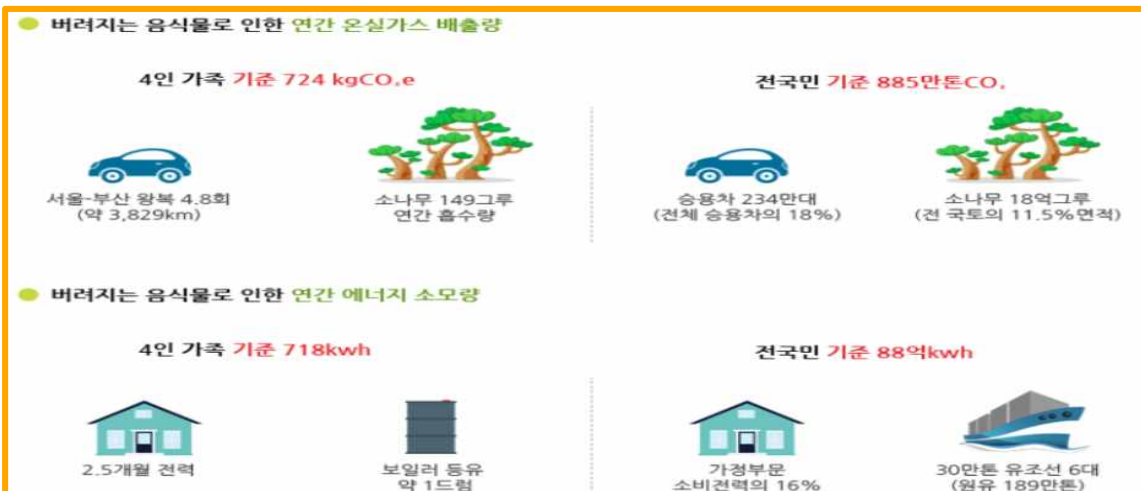 버려지는 음식물로 인한 연간 온실가스 배출량
4인 가족 기준 724 kgCO₂e
전국민 기준 885만톤CO₂
서울-부산 왕복 4.8회
(약 3,829km)
소나무 149그루
연간 흡수량
승용차 234만대
(전체 승용차의 18%)
소나무 18억그루
(전 국토의 11.5%면적)
버려지는 음식물로 인한 연간 에너지 소모량
4인 가족 기준 718kwh
전국민 기준 88억kwh
2.5개월 전력
보일러 등유
약 1드럼
가정부문
소비전력의 16%
30만톤 유조선 6대
(원유 189만톤)